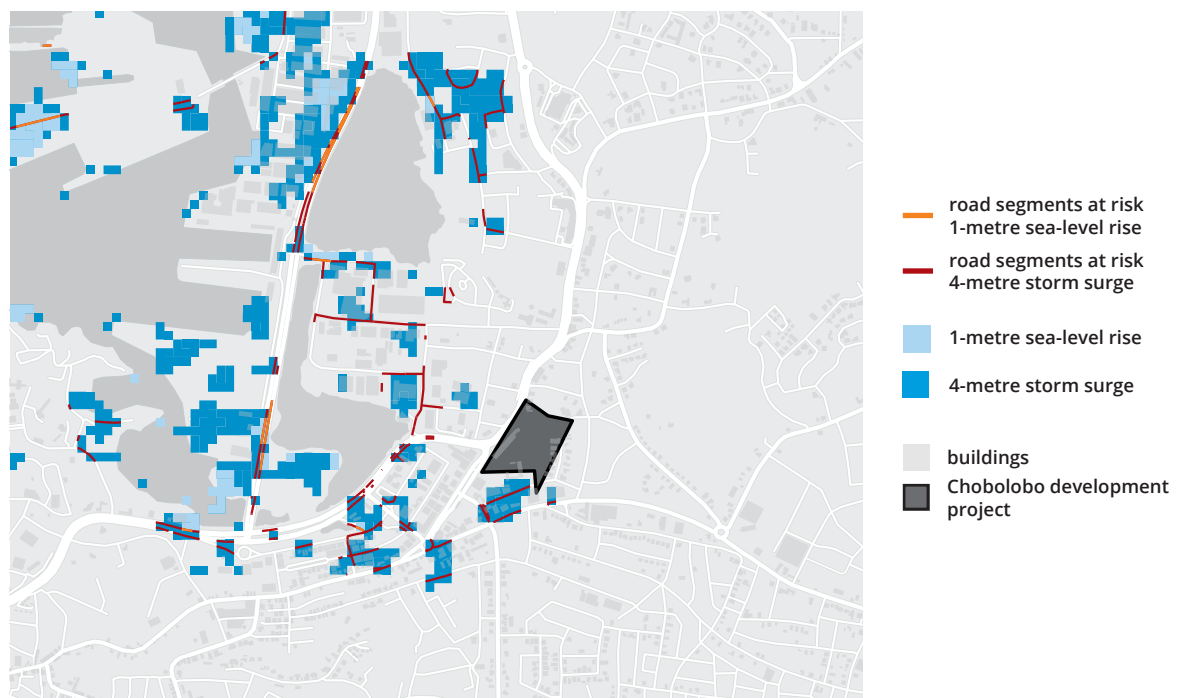 road segments at risk
1-metre sea-level rise
road segments at risk
4-metre storm surge
1-metre sea-level rise
4-metre storm surge
buildings
Chobolobo development
project